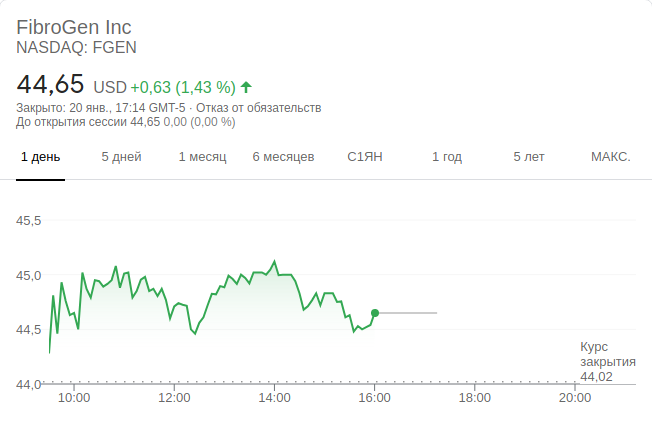 FibroGen Inc
NASDAQ: FGEN
44,65 USD +0,63 (1,43 %)
Закрыто: 20 янв., 17:14 GMT-5 · Отказ от обязательств
До открытия сессии 44,65 0,00 (0,00 %)
1 день 5 дней 1 месяц 6 месяцев С1ЯН 1 год 5 лет МАКС.
45,5
45,0
44,5
Курс
закрытия
44,02
44,0
10:00 12:00 14:00 16:00 18:00 20:00